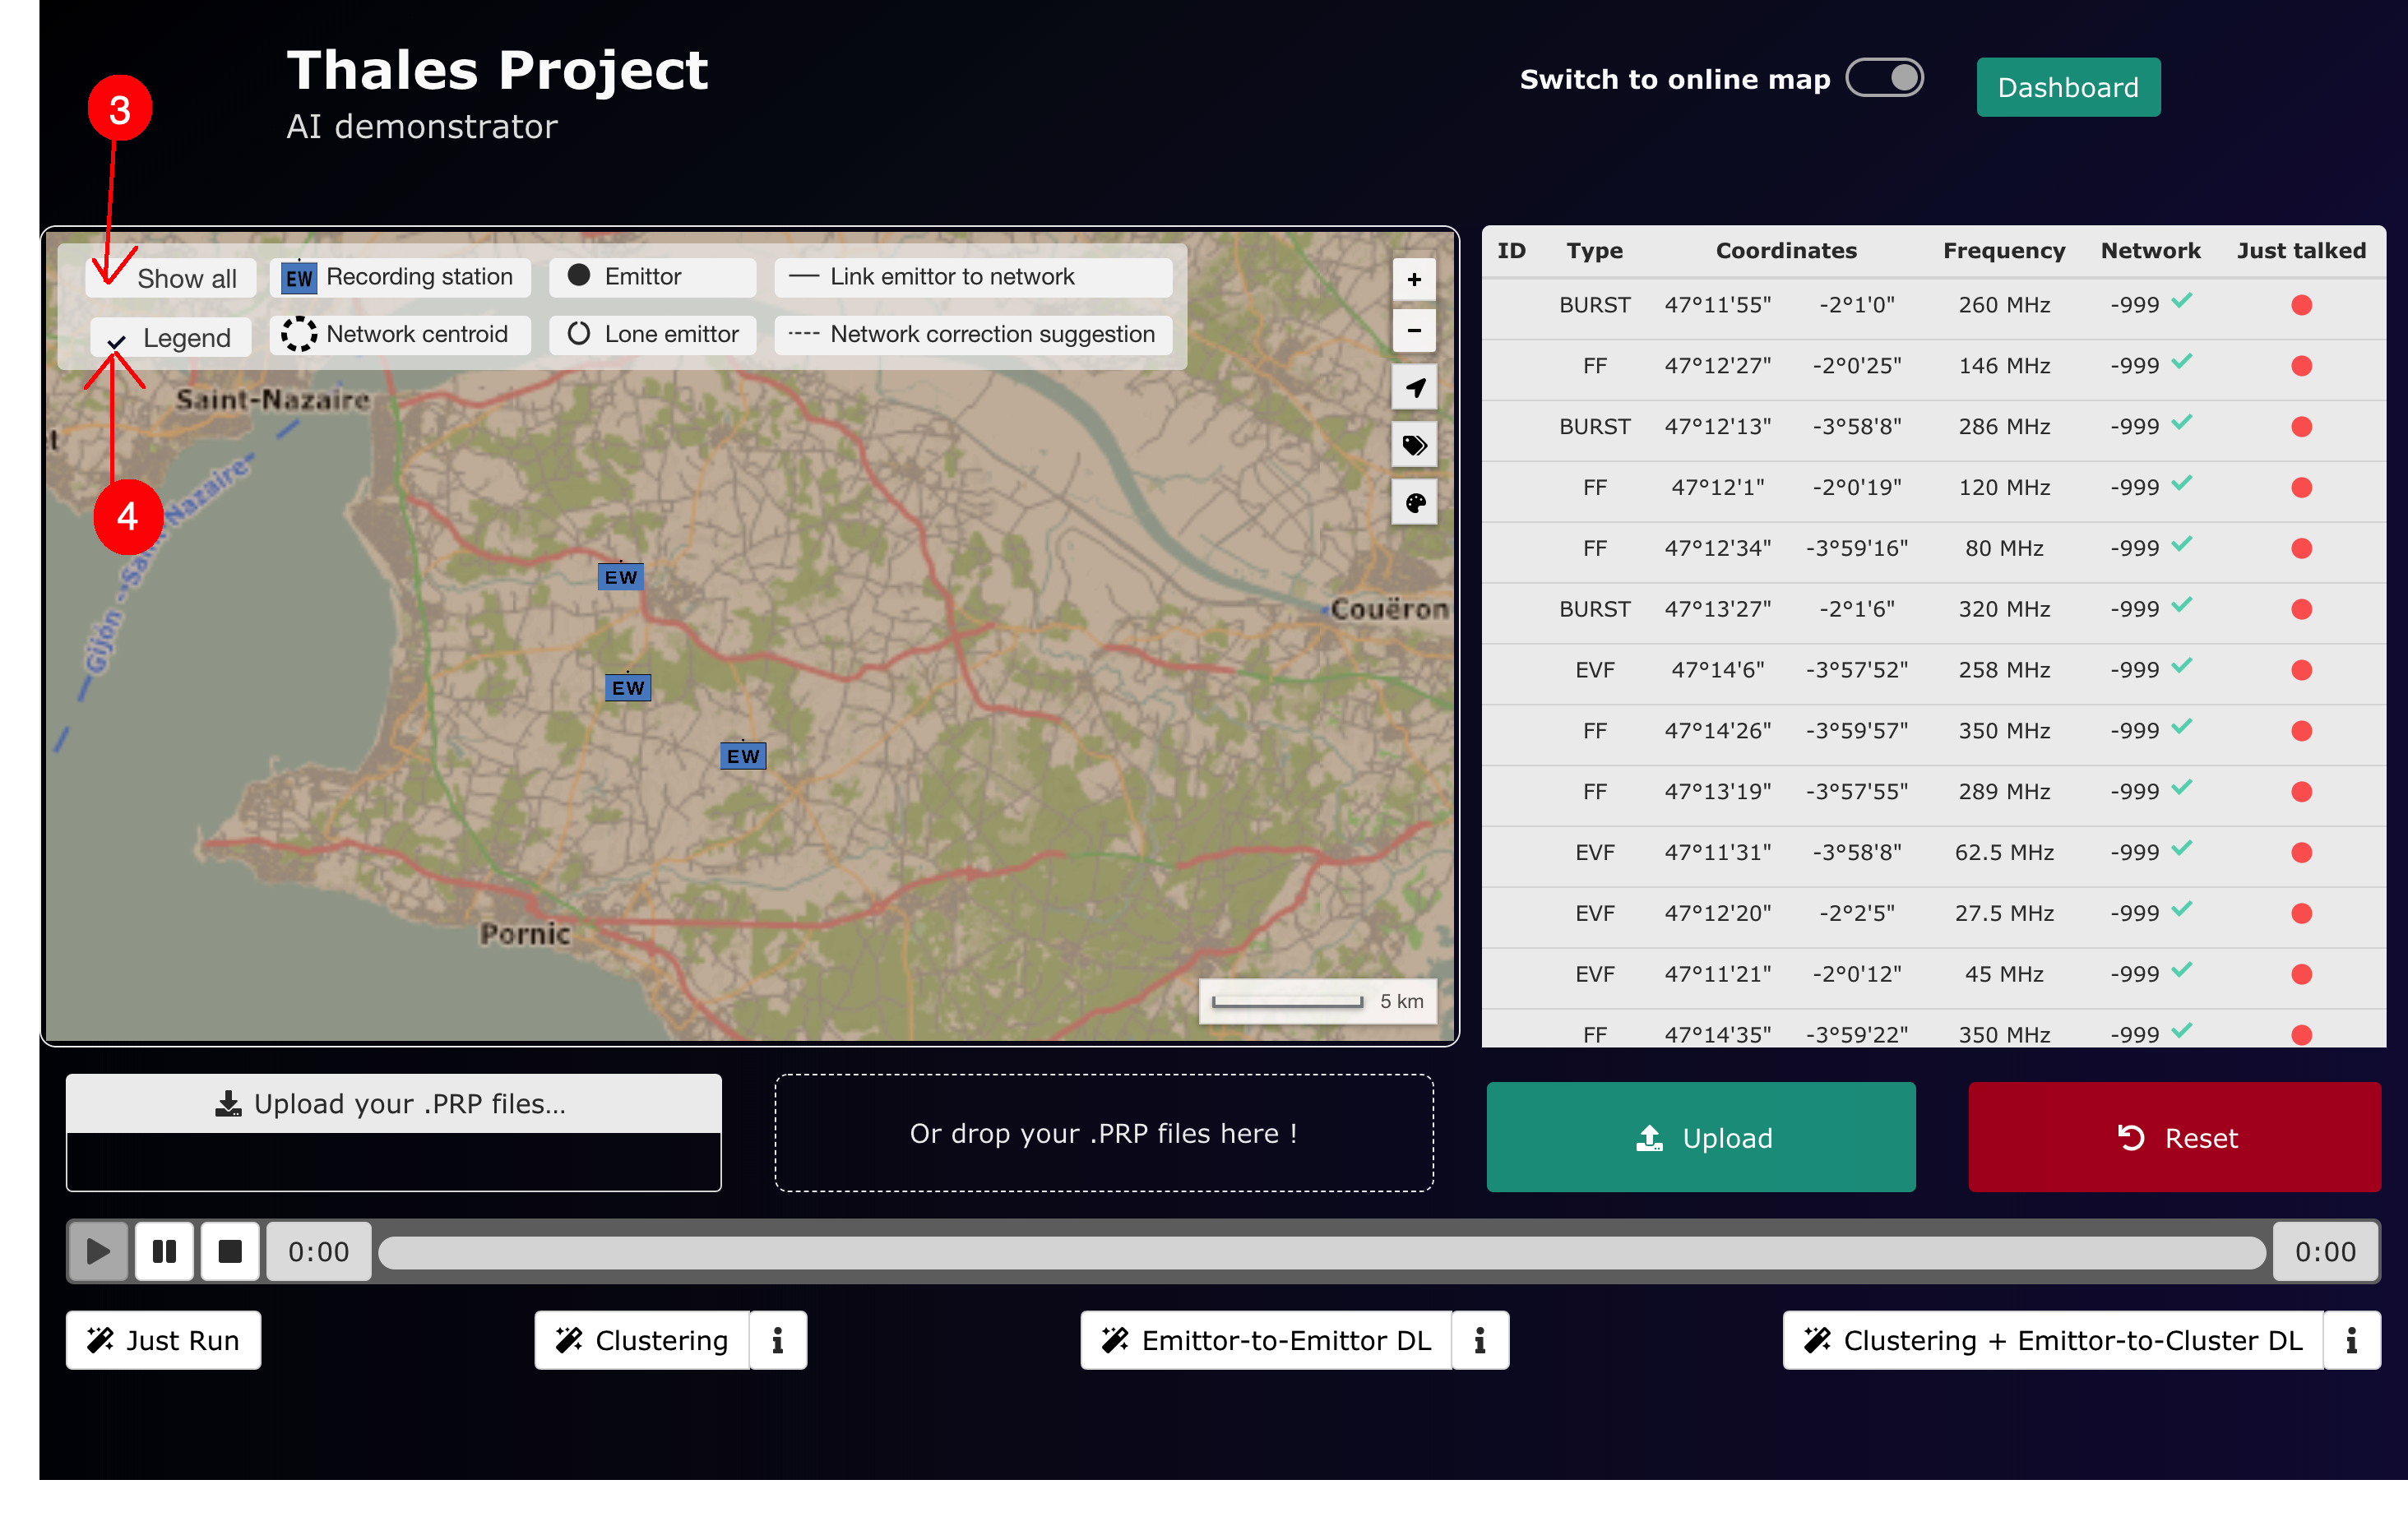 Thales Project
AI demonstrator
Switch to online map
Dashboard
3
Show all
EW Recording station
Emittor
Link emittor to network
Legend
Network centroid
Lone emittor
Network correction suggestion
+
-
Saint-Nazaire
4
Gijón - Saint-Nazaire
EW
Couëron
EW
EW
Pornic
5 km
ID Type Coordinates Frequency Network Just talked
BURST 47°11'55" -2°1'0" 260 MHz -999
FF 47°12'27" -2°0'25" 146 MHz -999
BURST 47°12'13" -3°58'8" 286 MHz -999
FF 47°12'1" -2°0'19" 120 MHz -999
FF 47°12'34" -3°59'16" 80 MHz -999
BURST 47°13'27" -2°1'6" 320 MHz -999
EVF 47°14'6" -3°57'52" 258 MHz -999
FF 47°14'26" -3°59'57" 350 MHz -999
FF 47°13'19" -3°57'55" 289 MHz -999
EVF 47°11'31" -3°58'8" 62.5 MHz -999
EVF 47°12'20" -2°2'5" 27.5 MHz -999
EVF 47°11'21" -2°0'12" 45 MHz -999
FF 47°14'35" -3°59'22" 350 MHz -999
Upload your .PRP files...
Or drop your .PRP files here !
Upload
Reset
0:00
0:00
Just Run
Clustering i
Emittor-to-Emittor DL i
Clustering + Emittor-to-Cluster DL i